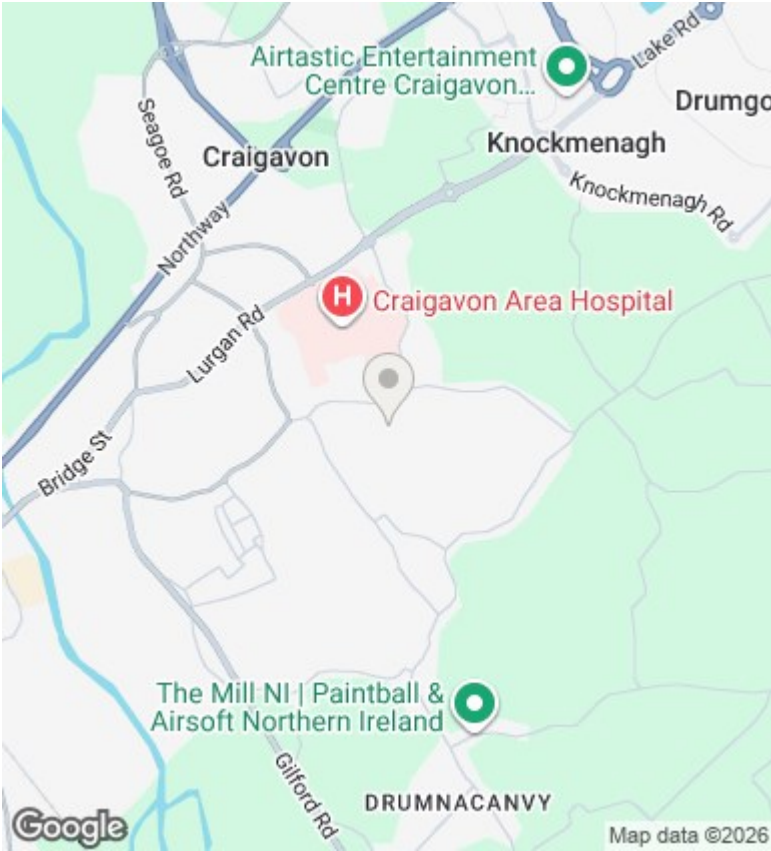 Lake Rd
Airtastic Entertainment
Centre Craigavon...
Drumgo
Seagoe Rd
Craigavon
Knockmenagh
Knockmenagh Rd
Northway
H
Craigavon Area Hospital
Lurgan Rd
Bridge St
The Mill NI | Paintball &
Airsoft Northern Ireland
Gilford Rd
DRUMNACANVY
Google
Map data ©2026